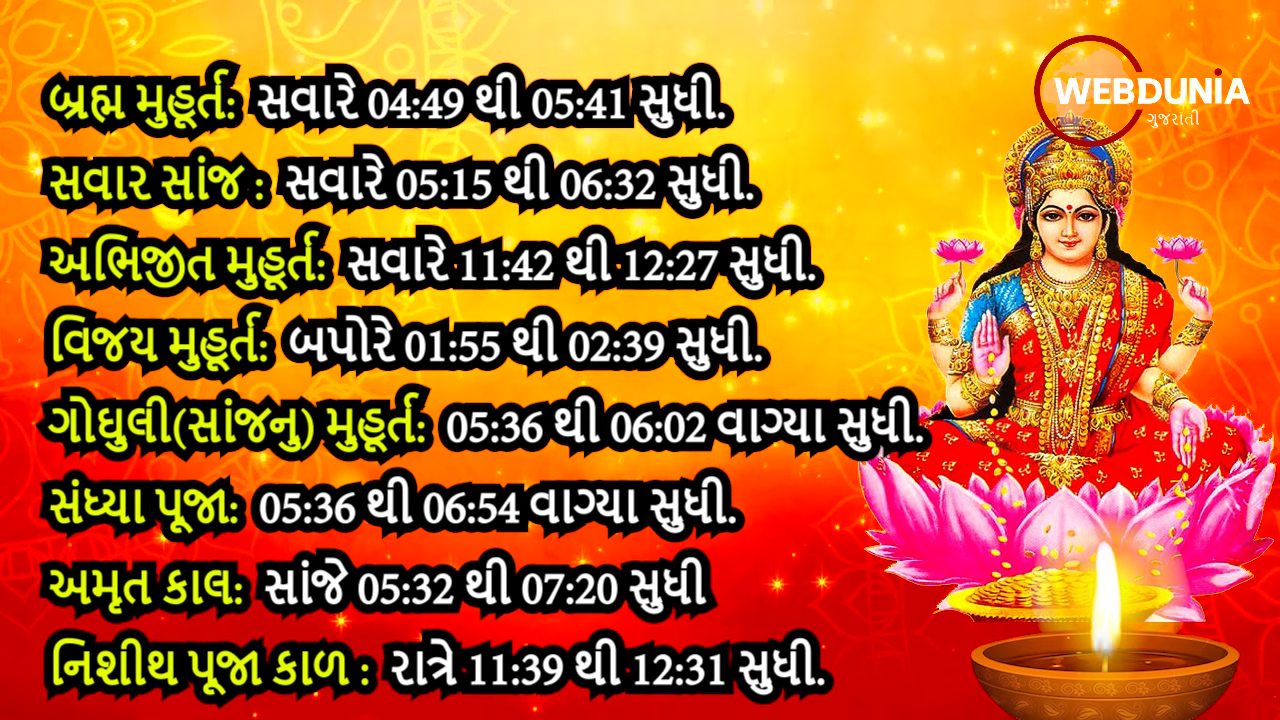 બ્રહ્મ મુહૂર્ત: સવારે 04:49 થી 05:41 સુધી.
સવાર સાંજ : સવારે 05:15 થી 06:32 સુધી.
અભિજીત મુહૂર્ત: સવારે 11:42 થી 12:27 સુધી.
વિજય મુહૂર્ત: બપોરે 01:55 થી 02:39 સુધી.
ગોધુલી(સાંજનુ) મુહૂર્ત: 05:36 થી 06:02 વાગ્યા સુધી.
સંધ્યા પૂજા: 05:36 થી 06:54 વાગ્યા સુધી.
અમૃત કાલ: સાંજે 05:32 થી 07:20 સુધી
નિશીથ પૂજા કાળ : રાત્રે 11:39 થી 12:31 સુધી.
WEBDUNIA
ગુજરાતી